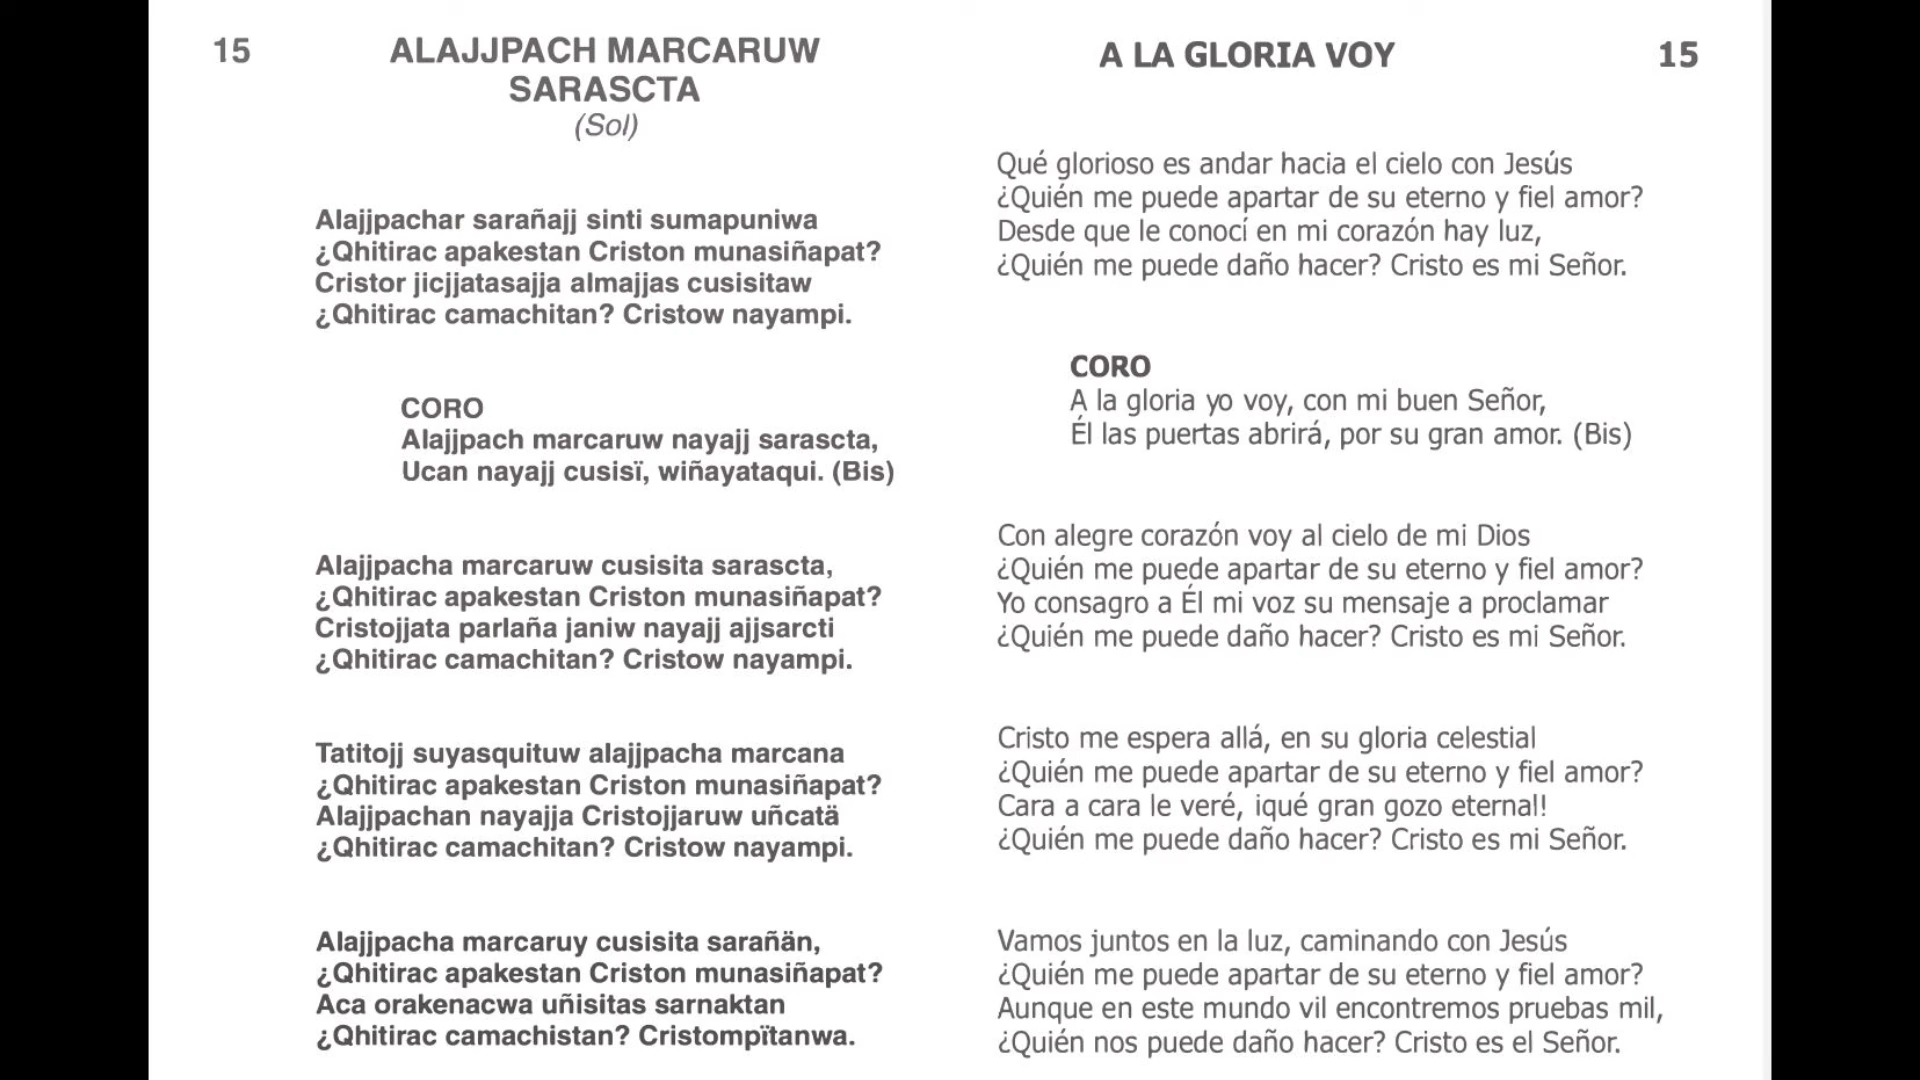 15
ALAJJPACH MARCARUW
SARASCTA
(Sol)
Alajjpachar sarañajj sinti sumapuniwa
¿Qhitirac apakestan Criston munasiñapat?
Cristor jicjjatasajja almajjas cusisitaw
¿Qhitirac camachitan? Cristow nayampi.
CORO
Alajjpach marcaruw nayajj sarascta,
Ucan nayajj cusisï, wiñayataqui. (Bis)
Alajjpacha marcaruw cusisita sarascta,
¿Qhitirac apakestan Criston munasiñapat?
Cristojjata parlaña janiw nayajj ajjsarcti
¿Qhitirac camachitan? Cristow nayampi.
Tatitojj suyasquituw alajjpacha marcana
¿Qhitirac apakestan Criston munasiñapat?
Alajjpachan nayajja Cristojjaruw uñcatä
¿Qhitirac camachitan? Cristow nayampi.
Alajjpacha marcaruy cusisita sarañän,
¿Qhitirac apakestan Criston munasiñapat?
Aca orakenacwa uñisitas sarnaktan
¿Qhitirac camachistan? Cristompïtanwa.
A LA GLORIA VOY
15
Qué glorioso es andar hacia el cielo con Jesús
¿Quién me puede apartar de su eterno y fiel amor?
Desde que le conocí en mi corazón hay luz,
¿Quién me puede daño hacer? Cristo es mi Señor.
CORO
A la gloria yo voy, con mi buen Señor,
Él las puertas abrirá, por su gran amor. (Bis)
Con alegre corazón voy al cielo de mi Dios
¿Quién me puede apartar de su eterno y fiel amor?
Yo consagro a Él mi voz su mensaje a proclamar
¿Quién me puede daño hacer? Cristo es mi Señor.
Cristo me espera allá, en su gloria celestial
¿Quién me puede apartar de su eterno y fiel amor?
Cara a cara le veré, ¡qué gran gozo eternal!
¿Quién me puede daño hacer? Cristo es mi Señor.
Vamos juntos en la luz, caminando con Jesús
¿Quién me puede apartar de su eterno y fiel amor?
Aunque en este mundo vil encontremos pruebas mil,
¿Quién nos puede daño hacer? Cristo es el Señor.